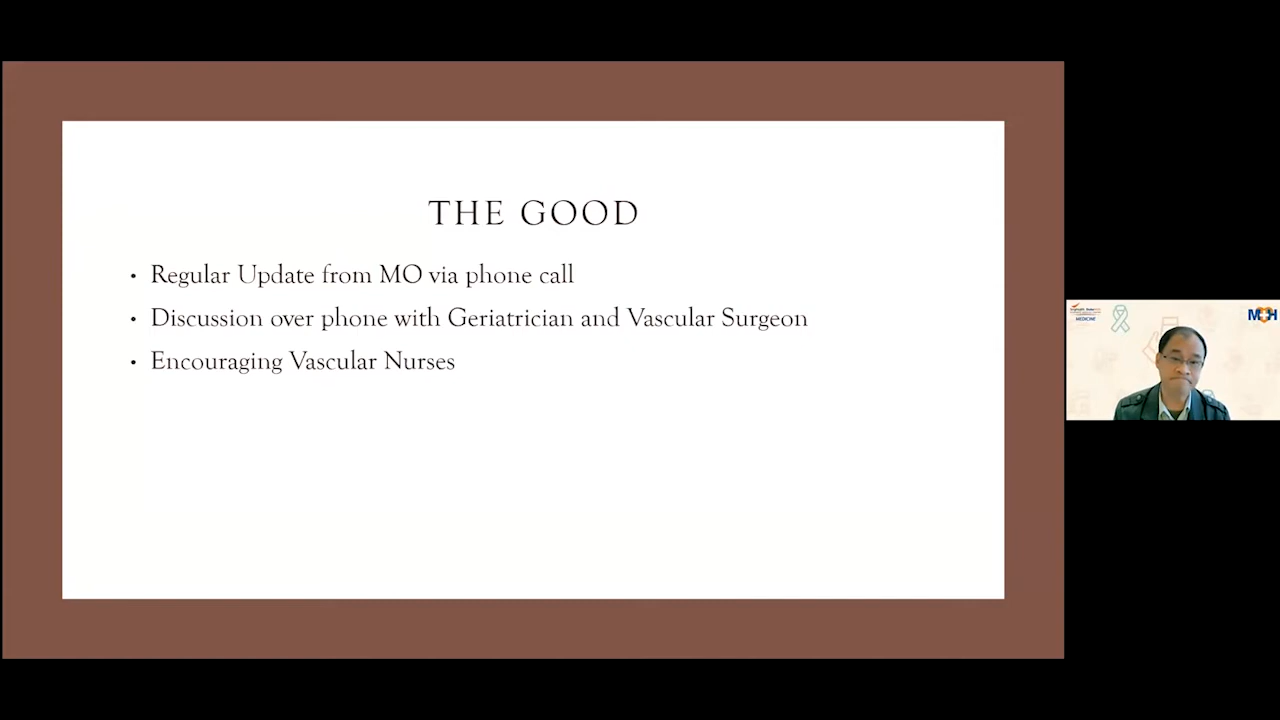 THE GOOD
• Regular Update from MO via phone call
• Discussion over phone with Geriatrician and Vascular Surgeon
• Encouraging Vascular Nurses
MEDICINE